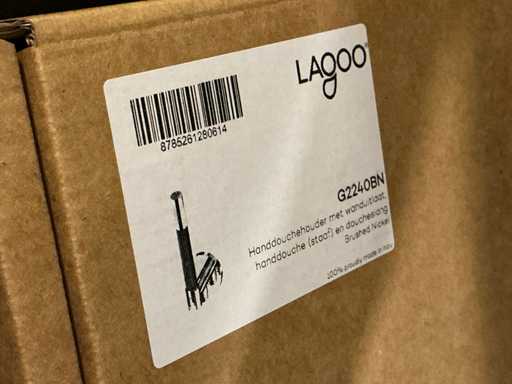 LAGOO
8785261280614
G2240BN
Handdouchehouder met wanduitlaat,
handdouche (staaf) en doucheslang
Brushed Nickel
100% proudly made in Italy